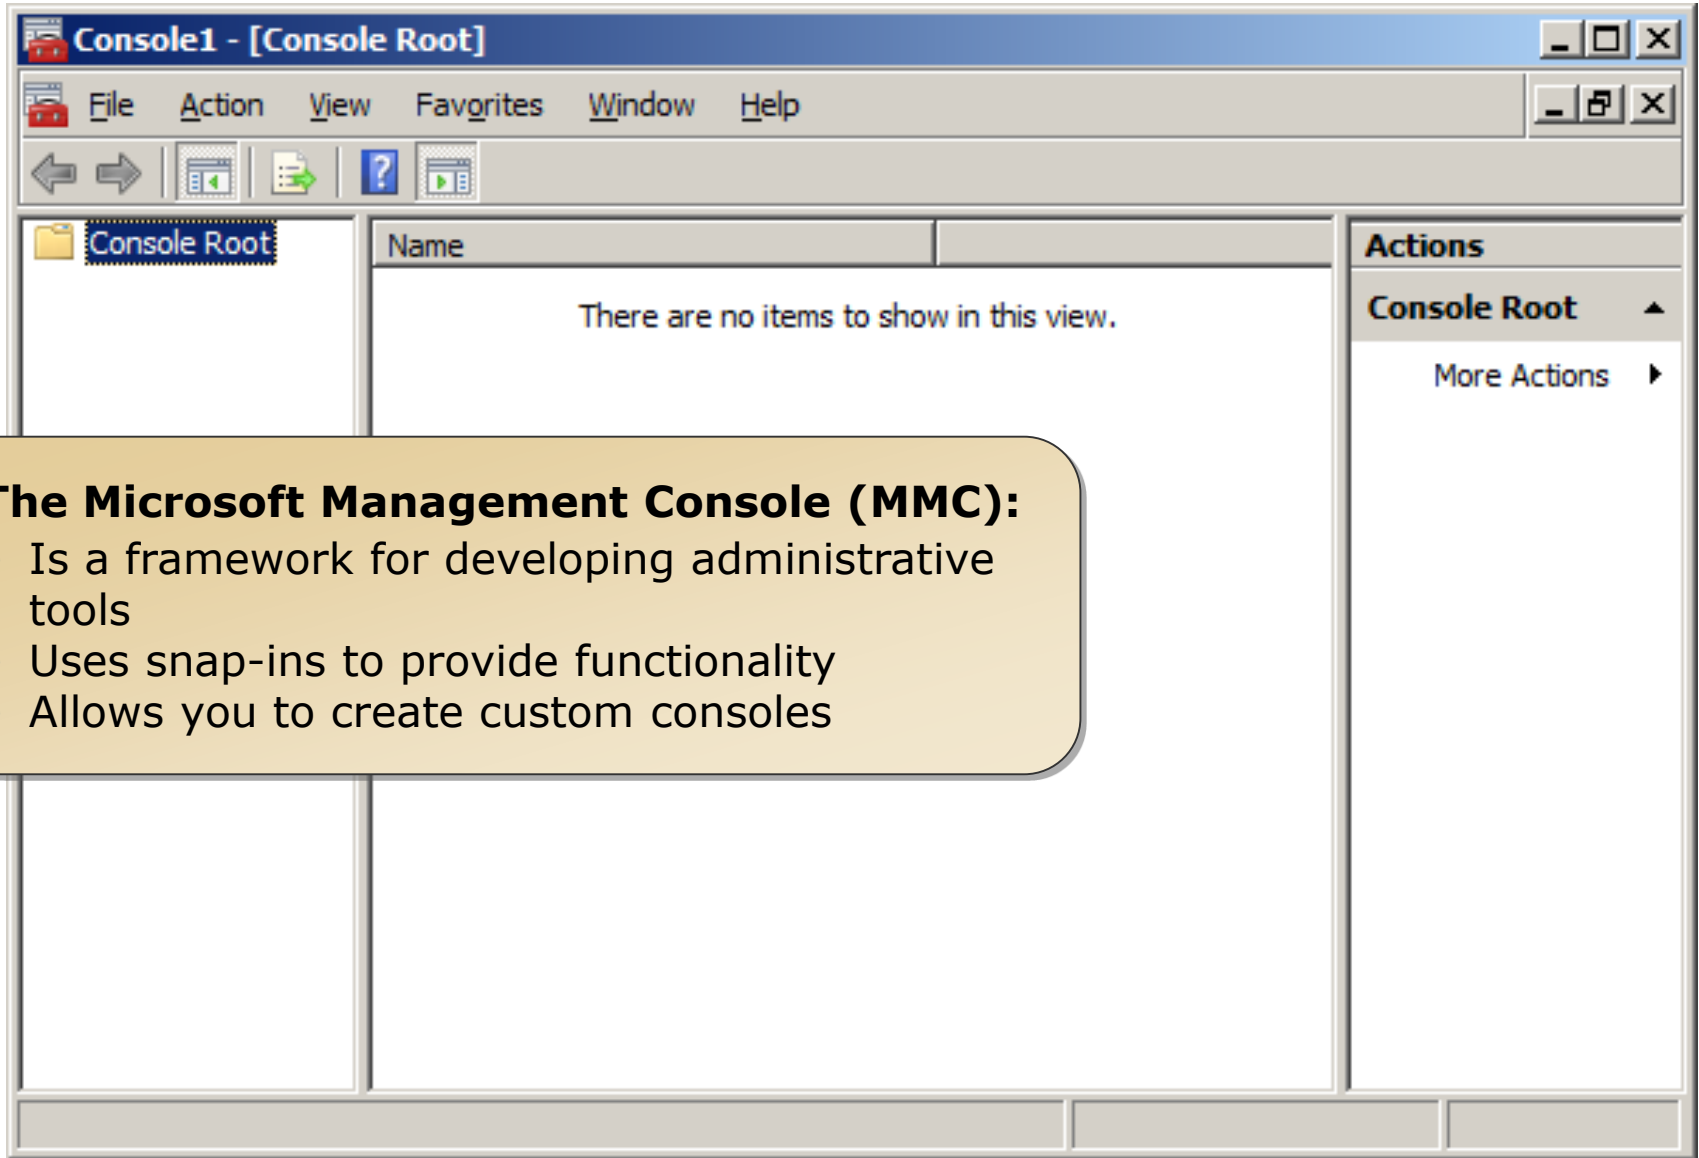 Console1 - [Console Root]
File Action View Favorites Window Help
?
Console Root
Name
Actions
There are no items to show in this view.
Console Root
More Actions
The Microsoft Management Console (MMC):
Is a framework for developing administrative
tools
Uses snap-ins to provide functionality
Allows you to create custom consoles